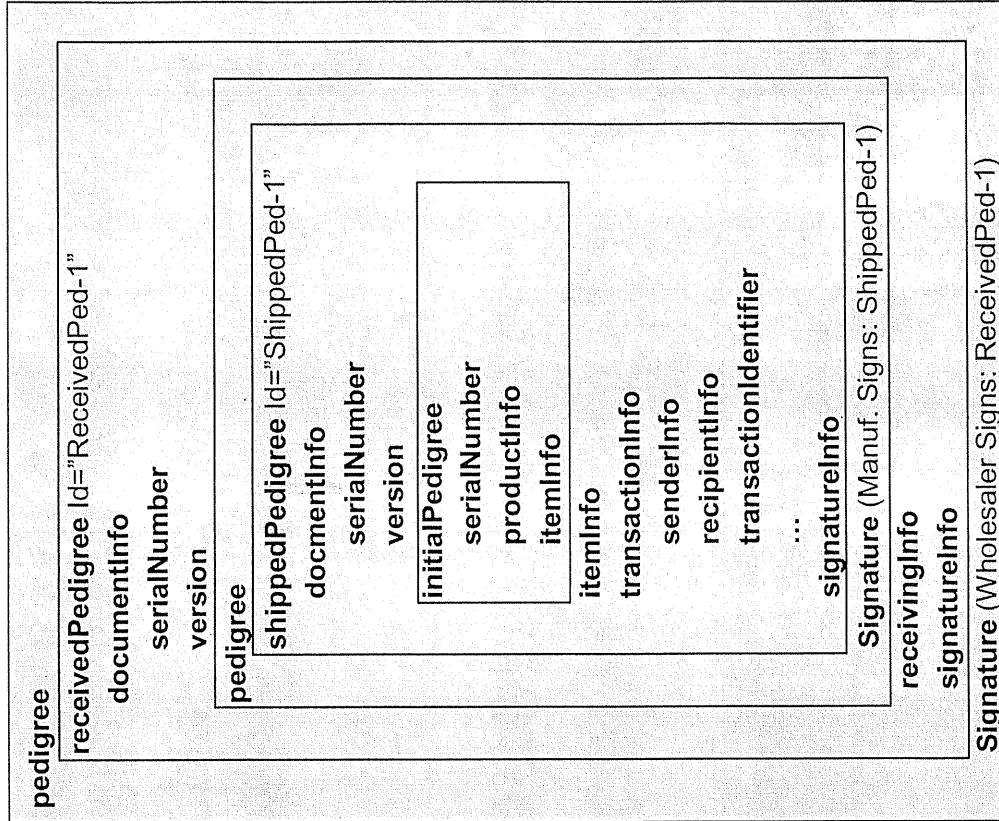 pedigree
receivedPedigree Id="ReceivedPed-1"
documentInfo
serialNumber
version
pedigree
shippedPedigree Id="ShippedPed-1"
docmentInfo
serialNumber
version
initialPedigree
serialNumber
productInfo
itemInfo
itemInfo
transactionInfo
senderInfo
recipientInfo
transactionIdentifier
...
signatureInfo
Signature (Manuf. Signs: ShippedPed-1)
receivingInfo
signatureInfo
Signature (Wholesaler Signs: ReceivedPed-1)